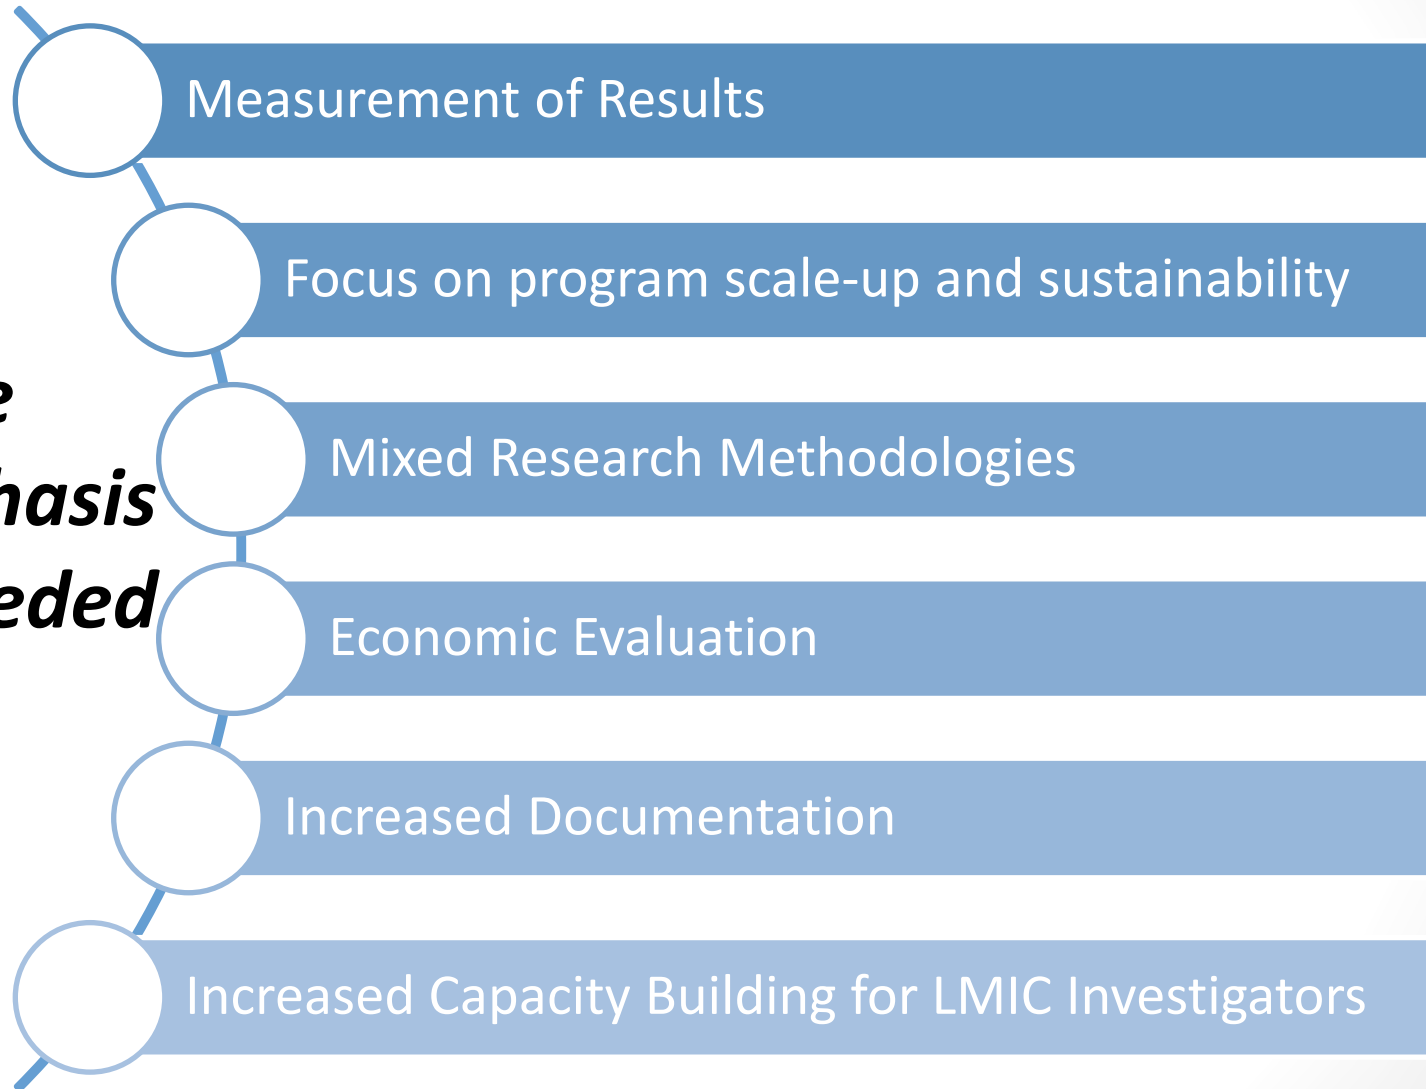 Measurement of Results
Focus on program scale-up and sustainability
Mixed Research Methodologies
Economic Evaluation
Increased Documentation
Increased Capacity Building for LMIC Investigators